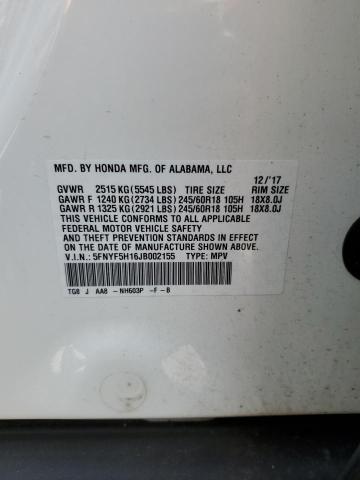 MFD. BY HONDA MFG. OF ALABAMA, LLC
12/'17
GVWR 2515 KG (5545 LBS) TIRE SIZE RIM SIZE
GAWR F 1240 KG (2734 LBS) 245/60R18 105H 18X8.0J
GAWR R 1325 KG (2921 LBS) 245/60R18 105H 18X8.0J
THIS VEHICLE CONFORMS TO ALL APPLICABLE
FEDERAL MOTOR VEHICLE SAFETY
STANDARDS IN EFFECT
ON THE DATE OF MANUFACTURE SHOWN ABOVE.
V.I.N.: 5FNYF5H16JB002155 TYPE: MPV
TG8 J AA8 - NH603P -F - B